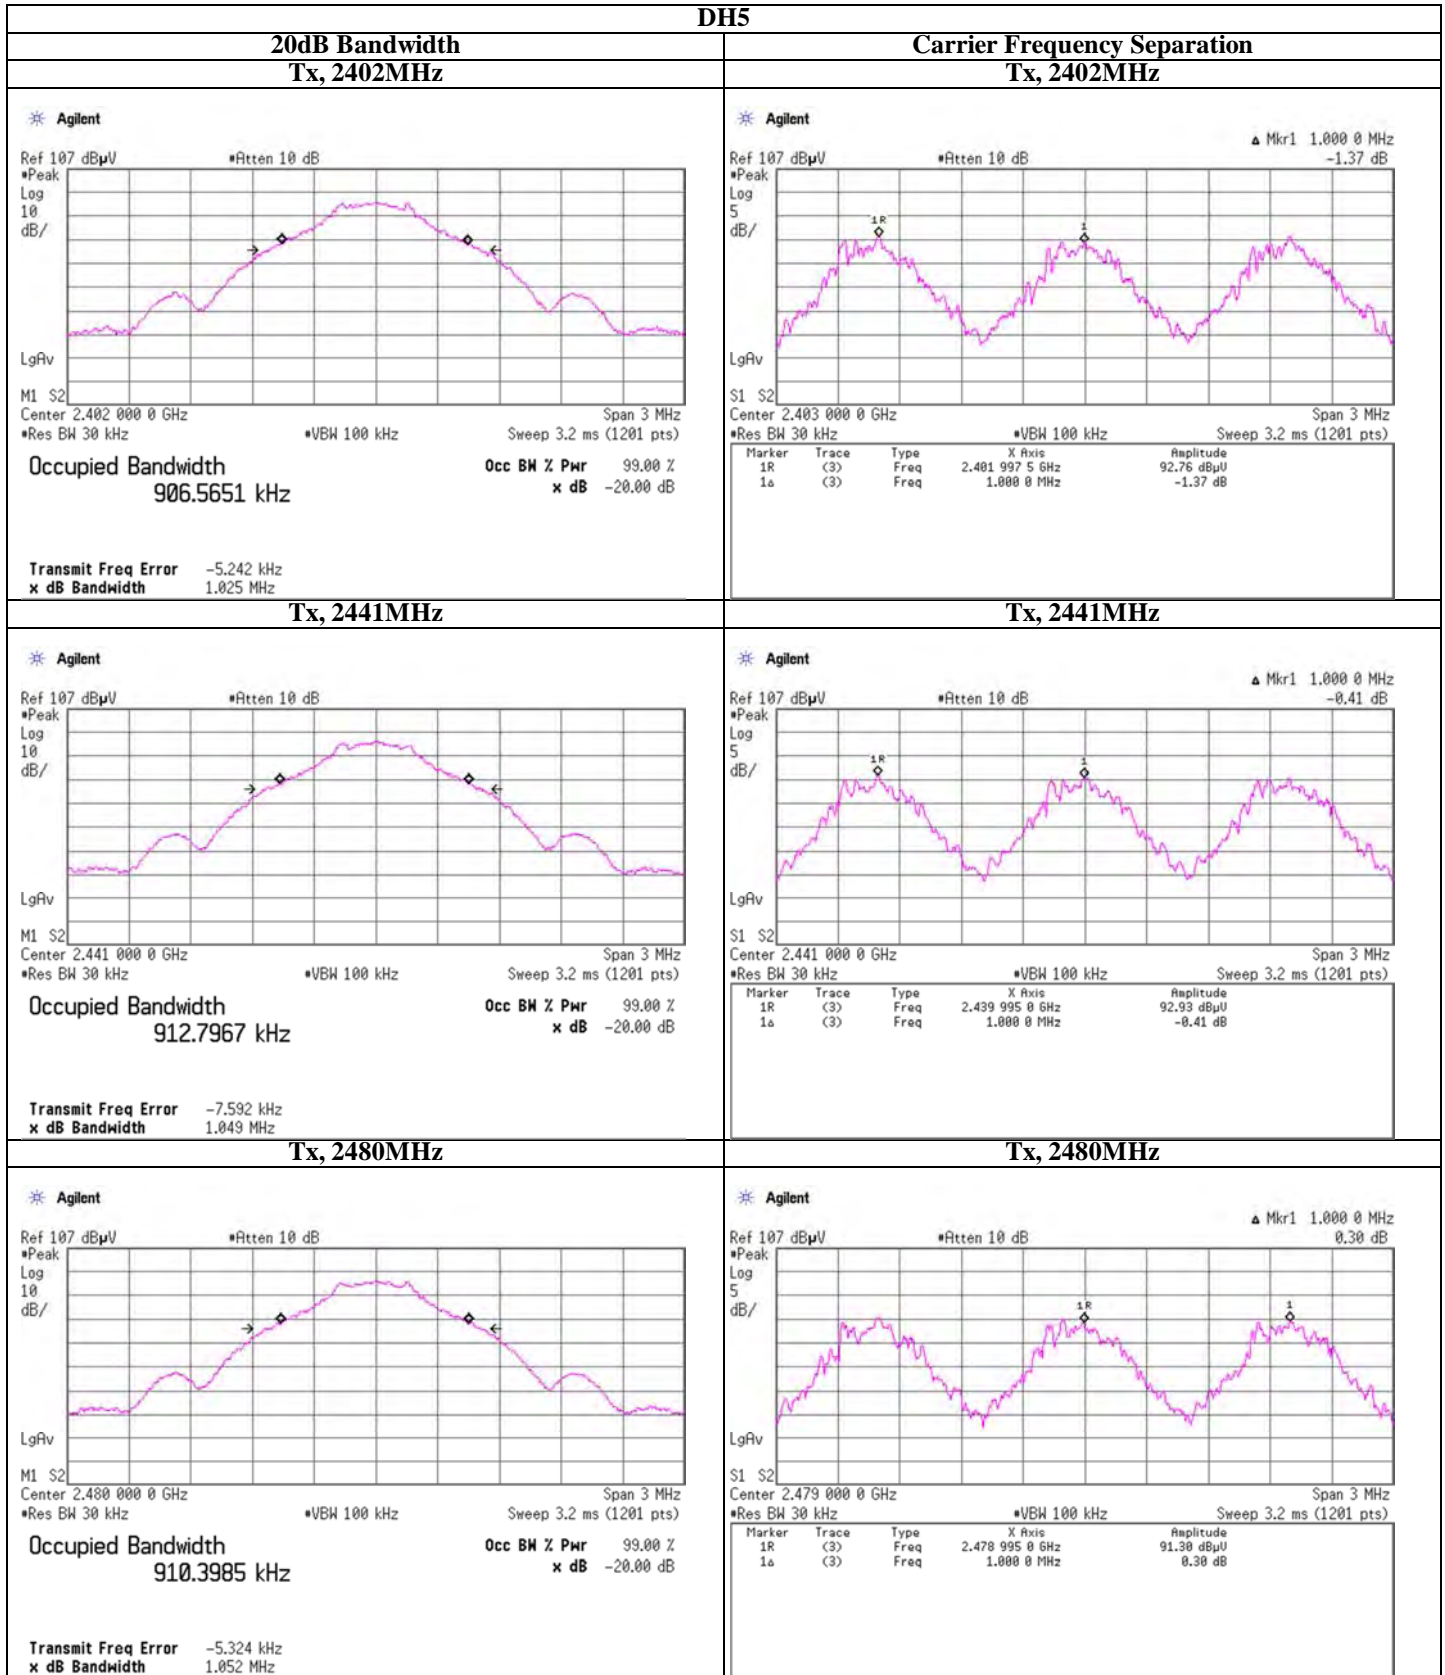 DH5
20dB Bandwidth
Carrier Frequency Separation
Tx, 2402MHz
Tx, 2402MHz
Agilent
Ref 107 dBµV #Atten 10 dB
#Peak
Log
10
dB/
LgAv
M1 S2
Center 2.402 000 0 GHz Span 3 MHz
#Res BW 30 kHz #VBW 100 kHz Sweep 3.2 ms (1201 pts)
Occupied Bandwidth Occ BW % Pwr 99.00 %
906.5651 kHz x dB -20.00 dB
Transmit Freq Error -5.242 kHz
x dB Bandwidth 1.025 MHz
Agilent
Δ Mkr1 1.000 0 MHz
Ref 107 dBµV #Atten 10 dB -1.37 dB
#Peak
Log
5
dB/
1R
1
LgAv
S1 S2
Center 2.403 000 0 GHz Span 3 MHz
#Res BW 30 kHz #VBW 100 kHz Sweep 3.2 ms (1201 pts)
Marker Trace Type X Axis Amplitude
1R (3) Freq 2.401 997 5 GHz 92.76 dBµV
1Δ (3) Freq 1.000 0 MHz -1.37 dB
Tx, 2441MHz
Tx, 2441MHz
Agilent
Ref 107 dBµV #Atten 10 dB
#Peak
Log
10
dB/
LgAv
M1 S2
Center 2.441 000 0 GHz Span 3 MHz
#Res BW 30 kHz #VBW 100 kHz Sweep 3.2 ms (1201 pts)
Occupied Bandwidth Occ BW % Pwr 99.00 %
912.7967 kHz x dB -20.00 dB
Transmit Freq Error -7.592 kHz
x dB Bandwidth 1.049 MHz
Agilent
Δ Mkr1 1.000 0 MHz
Ref 107 dBµV #Atten 10 dB -0.41 dB
#Peak
Log
5
dB/
1R
1
LgAv
S1 S2
Center 2.441 000 0 GHz Span 3 MHz
#Res BW 30 kHz #VBW 100 kHz Sweep 3.2 ms (1201 pts)
Marker Trace Type X Axis Amplitude
1R (3) Freq 2.439 995 0 GHz 92.93 dBµV
1Δ (3) Freq 1.000 0 MHz -0.41 dB
Tx, 2480MHz
Tx, 2480MHz
Agilent
Ref 107 dBµV #Atten 10 dB
#Peak
Log
10
dB/
LgAv
M1 S2
Center 2.480 000 0 GHz Span 3 MHz
#Res BW 30 kHz #VBW 100 kHz Sweep 3.2 ms (1201 pts)
Occupied Bandwidth Occ BW % Pwr 99.00 %
910.3985 kHz x dB -20.00 dB
Transmit Freq Error -5.324 kHz
x dB Bandwidth 1.052 MHz
Agilent
Δ Mkr1 1.000 0 MHz
Ref 107 dBµV #Atten 10 dB 0.30 dB
#Peak
Log
5
dB/
1R
1
LgAv
S1 S2
Center 2.479 000 0 GHz Span 3 MHz
#Res BW 30 kHz #VBW 100 kHz Sweep 3.2 ms (1201 pts)
Marker Trace Type X Axis Amplitude
1R (3) Freq 2.478 995 0 GHz 91.30 dBµV
1Δ (3) Freq 1.000 0 MHz 0.30 dB